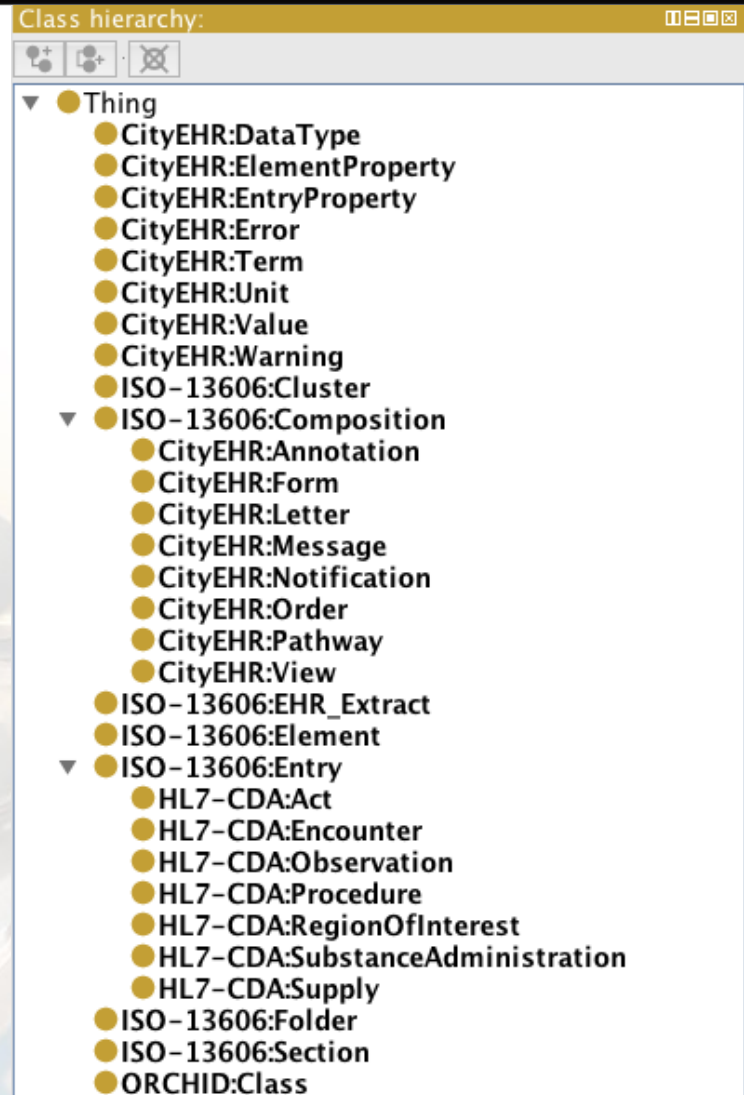 Class hierarchy:
Thing
CityEHR:DataType
CityEHR:ElementProperty
CityEHR:EntryProperty
CityEHR:Error
CityEHR:Term
CityEHR:Unit
CityEHR:Value
CityEHR:Warning
ISO-13606:Cluster
ISO-13606:Composition
CityEHR:Annotation
CityEHR:Form
CityEHR:Letter
CityEHR:Message
CityEHR:Notification
CityEHR:Order
CityEHR:Pathway
CityEHR:View
ISO-13606:EHR_Extract
ISO-13606:Element
ISO-13606:Entry
HL7-CDA:Act
HL7-CDA:Encounter
HL7-CDA:Observation
HL7-CDA:Procedure
HL7-CDA:RegionOfInterest
HL7-CDA:SubstanceAdministration
HL7-CDA:Supply
ISO-13606:Folder
ISO-13606:Section
ORCHID:Class